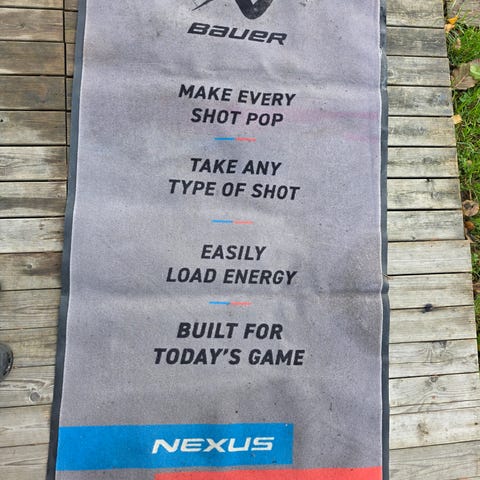 BAUER
MAKE EVERY
SHOT POP
TAKE ANY
TYPE OF SHOT
EASILY
LOAD ENERGY
BUILT FOR
TODAY'S GAME
NEXUS